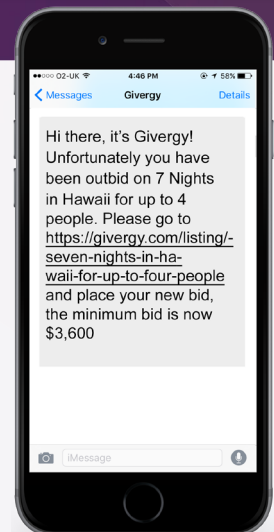 O2-UK 4:46 PM 58%
Messages Givergy Details
Hi there, it's Givergy!
Unfortunately you have
been outbid on 7 Nights
in Hawaii for up to 4
people. Please go to
https://givergy.com/listing/-
seven-nights-in-ha-
waii-for-up-to-four-people
and place your new bid,
the minimum bid is now
$3,600
iMessage